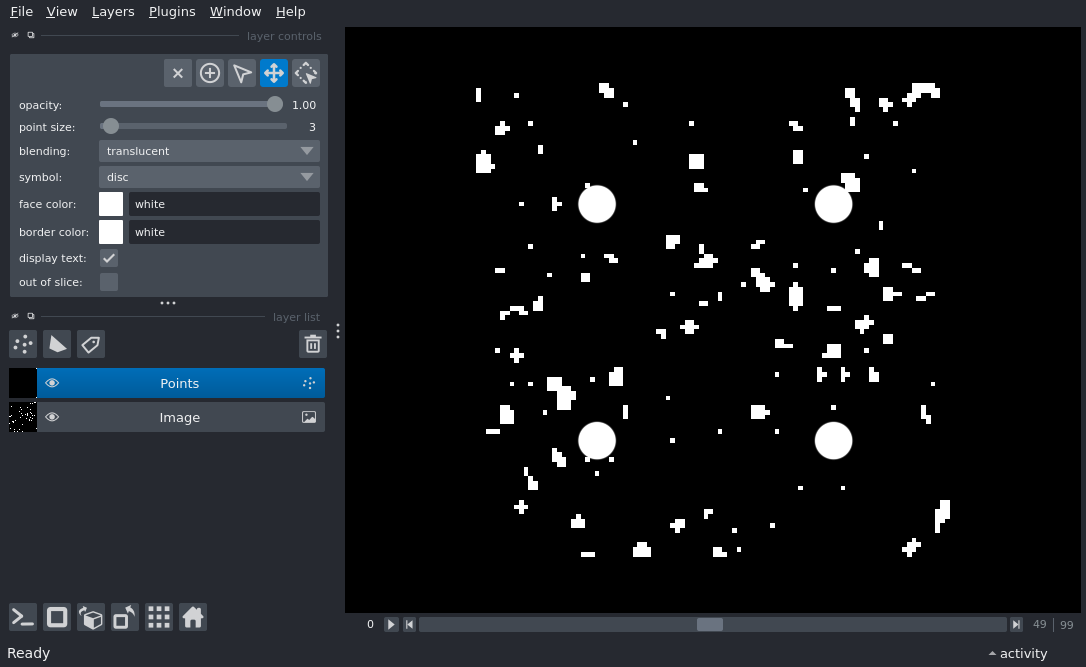 File View Layers Plugins Window Help
layer controls
opacity: 1.00
point size: 3
blending: translucent
symbol: disc
face color: white
border color: white
display text:
out of slice:
layer list
Points
Image
0 49 99
Ready activity